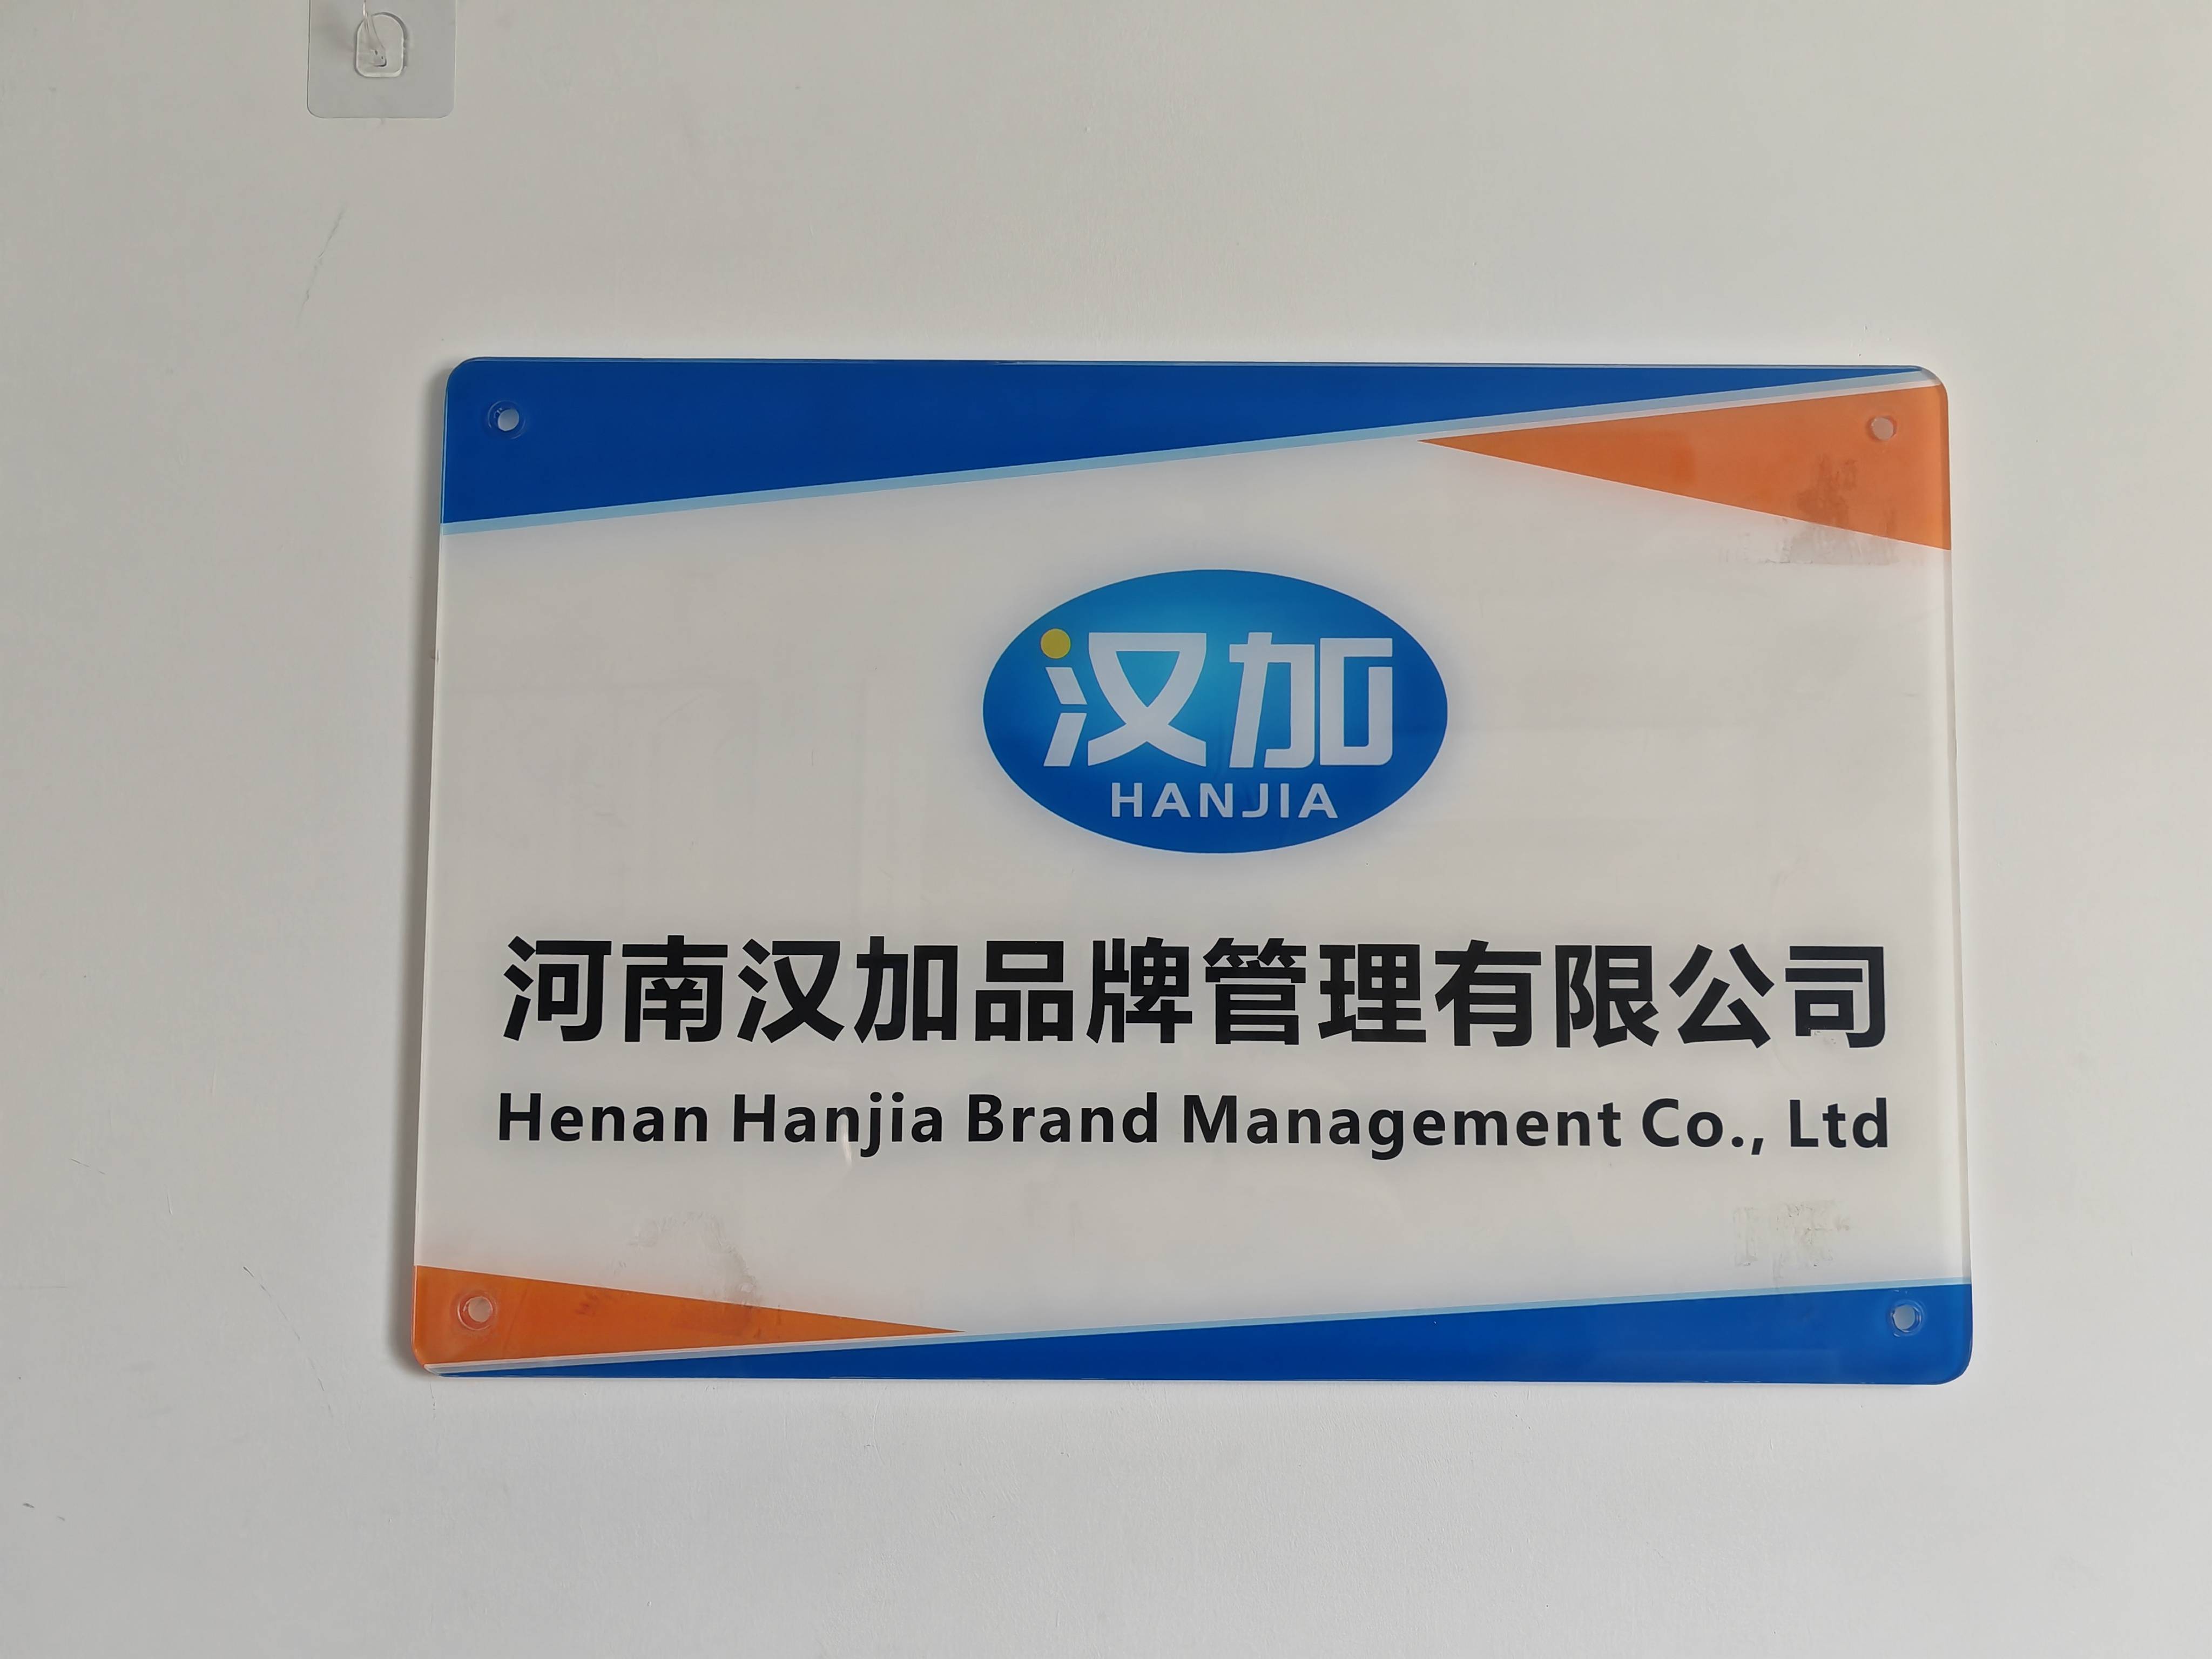 汉加
HANJIA
河南汉加品牌管理有限公司
Henan Hanjia Brand Management Co., Ltd